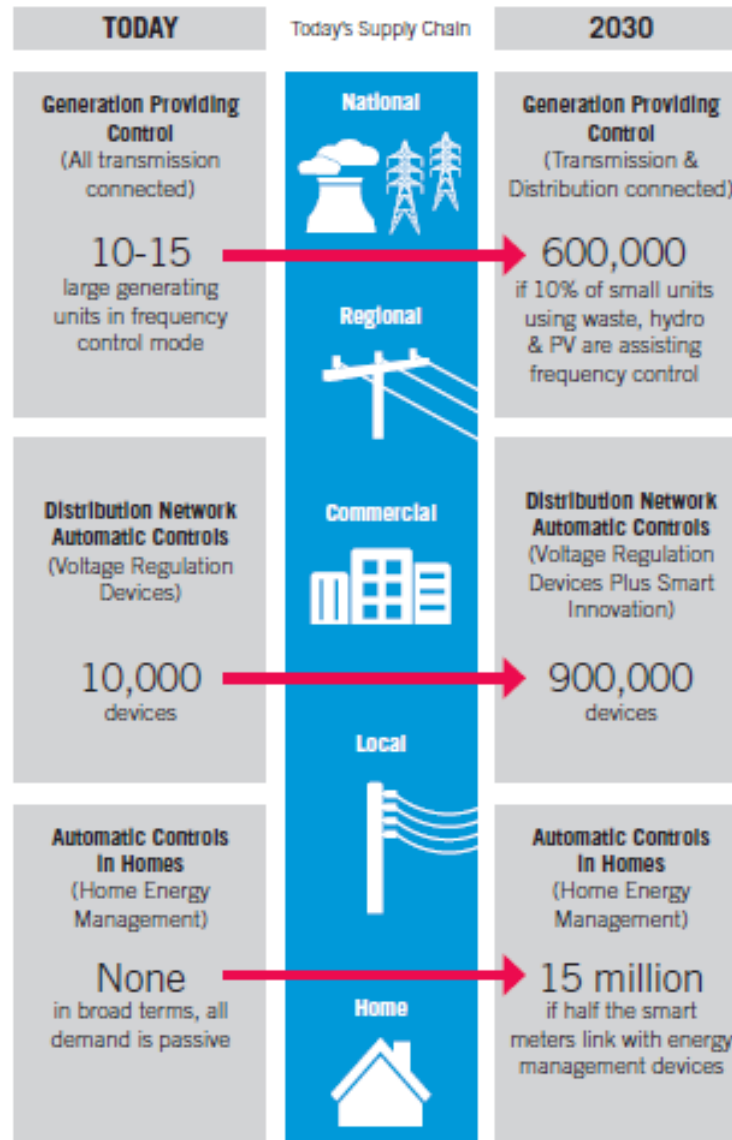 TODAY
Today's Supply Chain
2030
Generation Providing
Control
(All transmission
connected)
10-15
large generating
units in frequency
control mode
National
Regional
Generation Providing
Control
(Transmission &
Distribution connected)
600,000
if 10% of small units
using waste, hydro
& PV are assisting
frequency control
Distribution Network
Automatic Controls
(Voltage Regulation
Devices)
10,000
devices
Commercial
Distribution Network
Automatic Controls
(Voltage Regulation
Devices Plus Smart
Innovation)
900,000
devices
Local
Automatic Controls
In Homes
(Home Energy
Management)
None
in broad terms, all
demand is passive
Home
Automatic Controls
In Homes
(Home Energy
Management)
15 million
if half the smart
meters link with energy
management devices